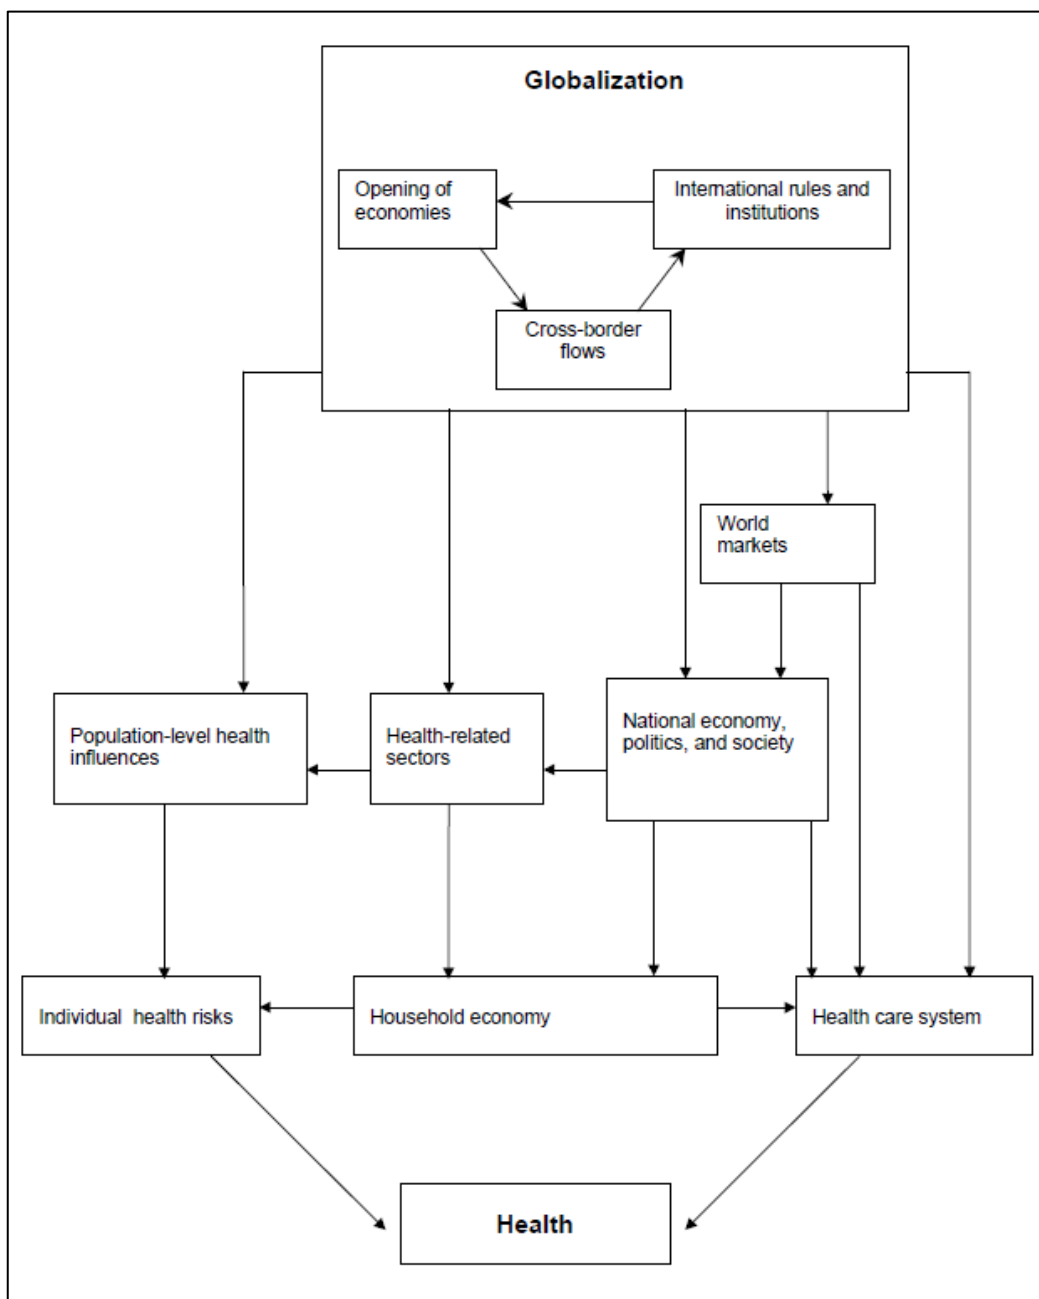 Globalization
Opening of
economies
International rules and
institutions
Cross-border
flows
World
markets
Population-level health
influences
Health-related
sectors
National economy,
politics, and society
Individual health risks
Household economy
Health care system
Health